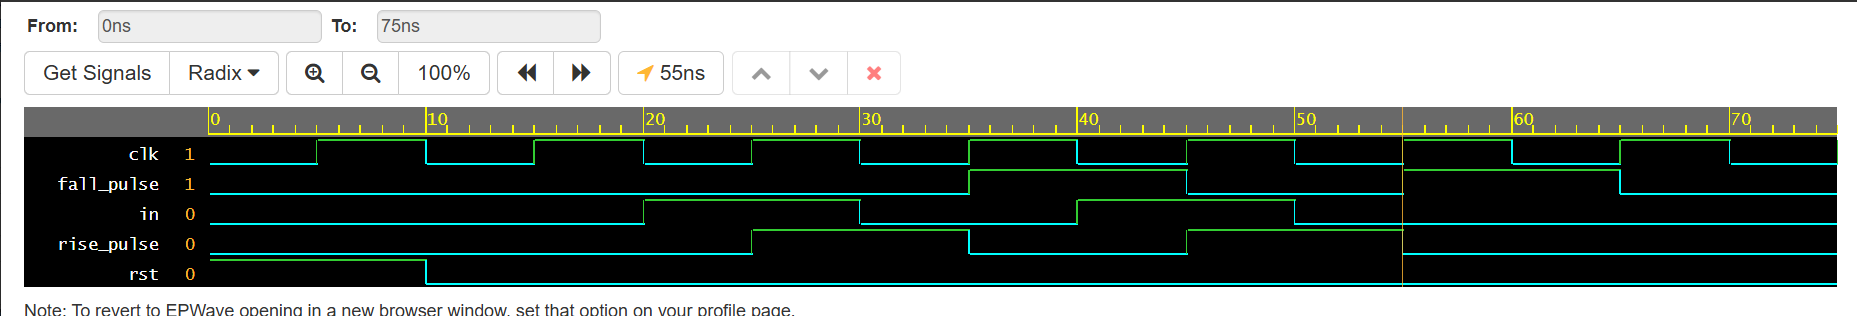 From: 0ns To: 75ns
Get Signals Radix 100% 55ns
0 10 20 30 40 50 60 70
clk 1
fall_pulse 1
in 0
rise_pulse 0
rst 0
Note: To revert to EPWave opening in a new browser window, set that option on your profile page.